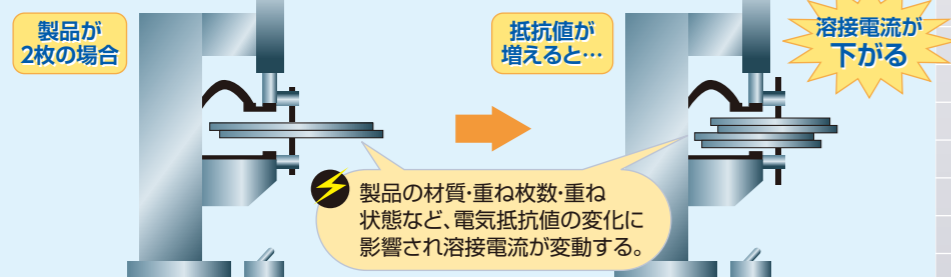 製品が
2枚の場合
抵抗値が
増えると…
溶接電流が
下がる
製品の材質・重ね枚数・重ね
状態など、電気抵抗値の変化に
影響され溶接電流が変動する。